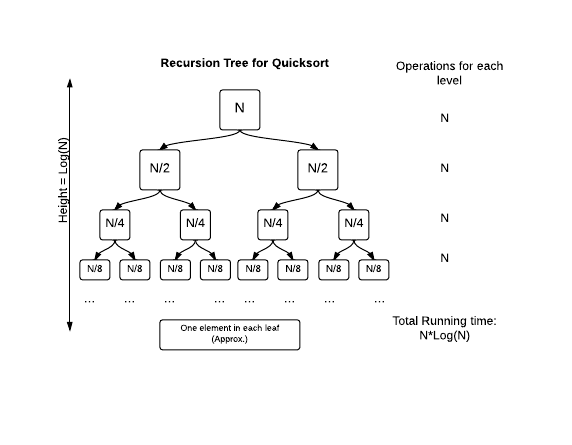 Recursion Tree for Quicksort
Operations for each
level
Height = Log(N)
N
N
N/2
N/2
N
N/4
N/4
N/4
N/4
N
N/8
N/8
N/8
N/8
N/8
N/8
N/8
N/8
N
... ... ... ... ... ... ... ...
One element in each leaf
(Approx.)
Total Running time:
N*Log(N)